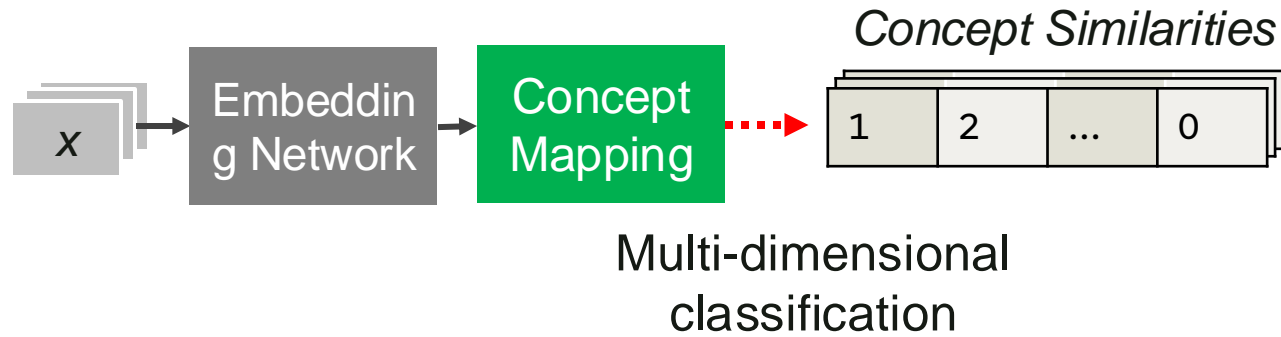 Concept Similarities
x
Embeddin
g Network
Concept
Mapping
1 2 ... 0
Multi-dimensional
classification